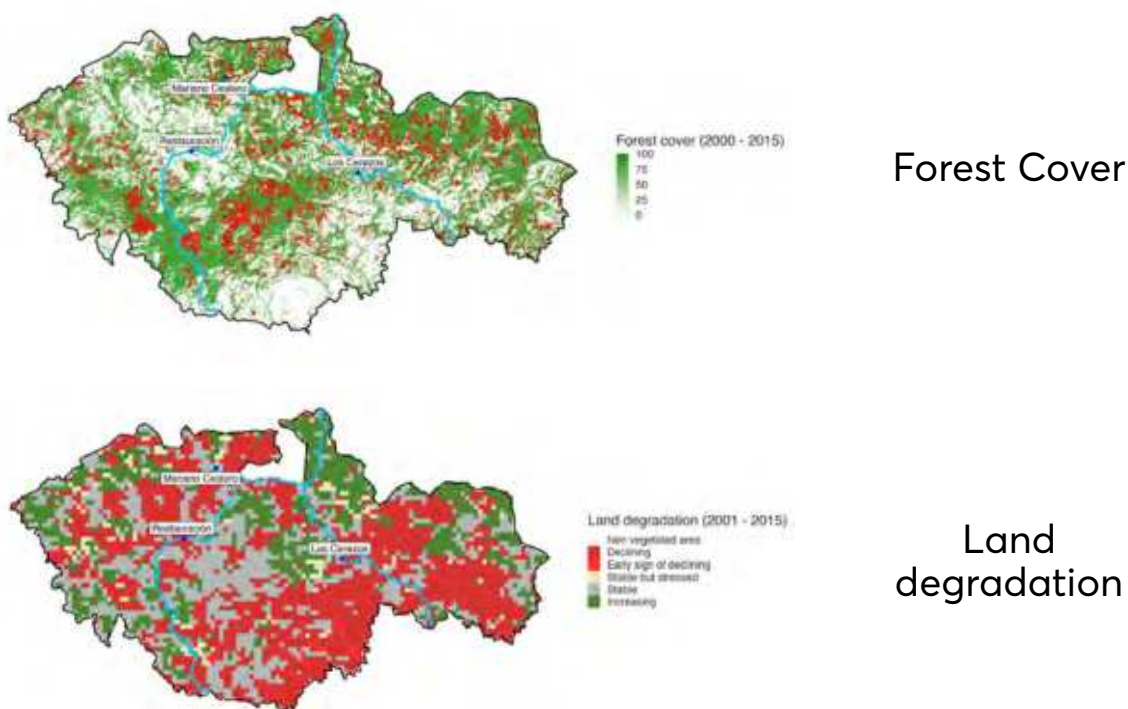 Mariano Cestero
Restauración
Los Cerezos
Forest cover (2000 - 2015)
100
75
50
25
0
Forest Cover
Mariano Cestero
Restauración
Los Cerezos
Land degradation (2001 - 2015)
Non vegetated area
Declining
Early sign of declining
Stable but stressed
Stable
Increasing
Land
degradation